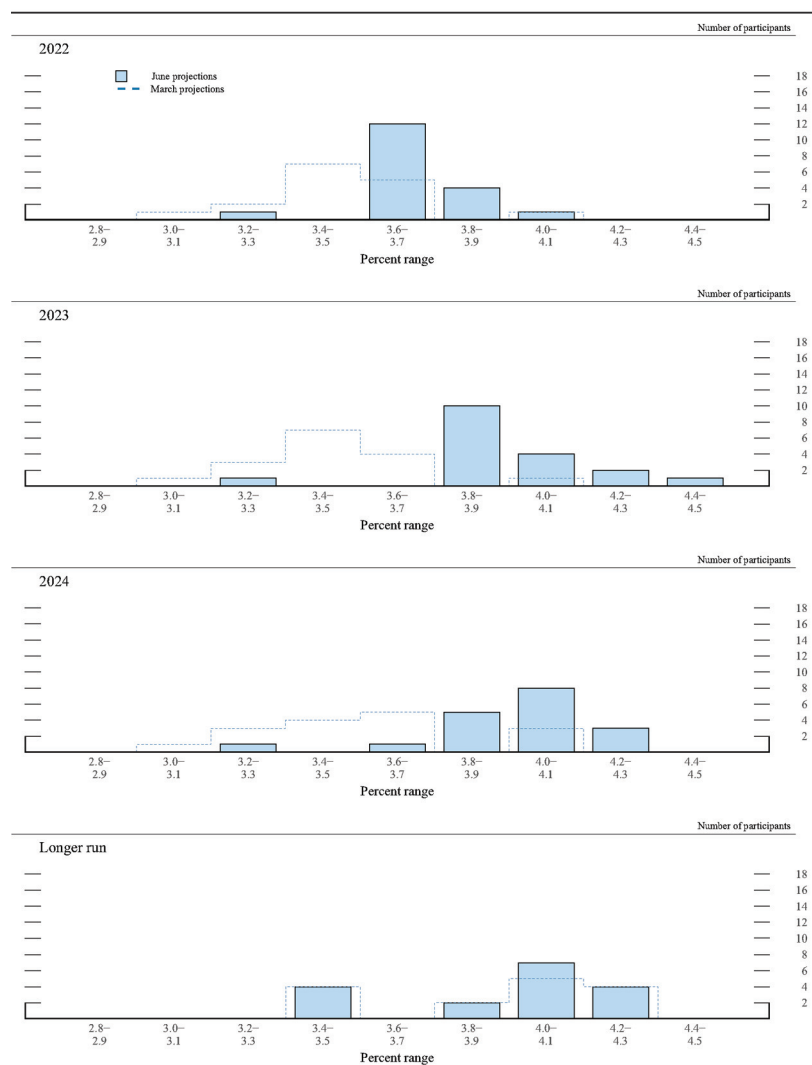 Number of participants
2022
June projections
March projections
18
16
14
12
10
8
6
4
2
2.8– 3.0– 3.2– 3.4– 3.6– 3.8– 4.0– 4.2– 4.4–
2.9 3.1 3.3 3.5 3.7 3.9 4.1 4.3 4.5
Percent range
Number of participants
2023
18
16
14
12
10
8
6
4
2
2.8– 3.0– 3.2– 3.4– 3.6– 3.8– 4.0– 4.2– 4.4–
2.9 3.1 3.3 3.5 3.7 3.9 4.1 4.3 4.5
Percent range
Number of participants
2024
18
16
14
12
10
8
6
4
2
2.8– 3.0– 3.2– 3.4– 3.6– 3.8– 4.0– 4.2– 4.4–
2.9 3.1 3.3 3.5 3.7 3.9 4.1 4.3 4.5
Percent range
Number of participants
Longer run
18
16
14
12
10
8
6
4
2
2.8– 3.0– 3.2– 3.4– 3.6– 3.8– 4.0– 4.2– 4.4–
2.9 3.1 3.3 3.5 3.7 3.9 4.1 4.3 4.5
Percent range